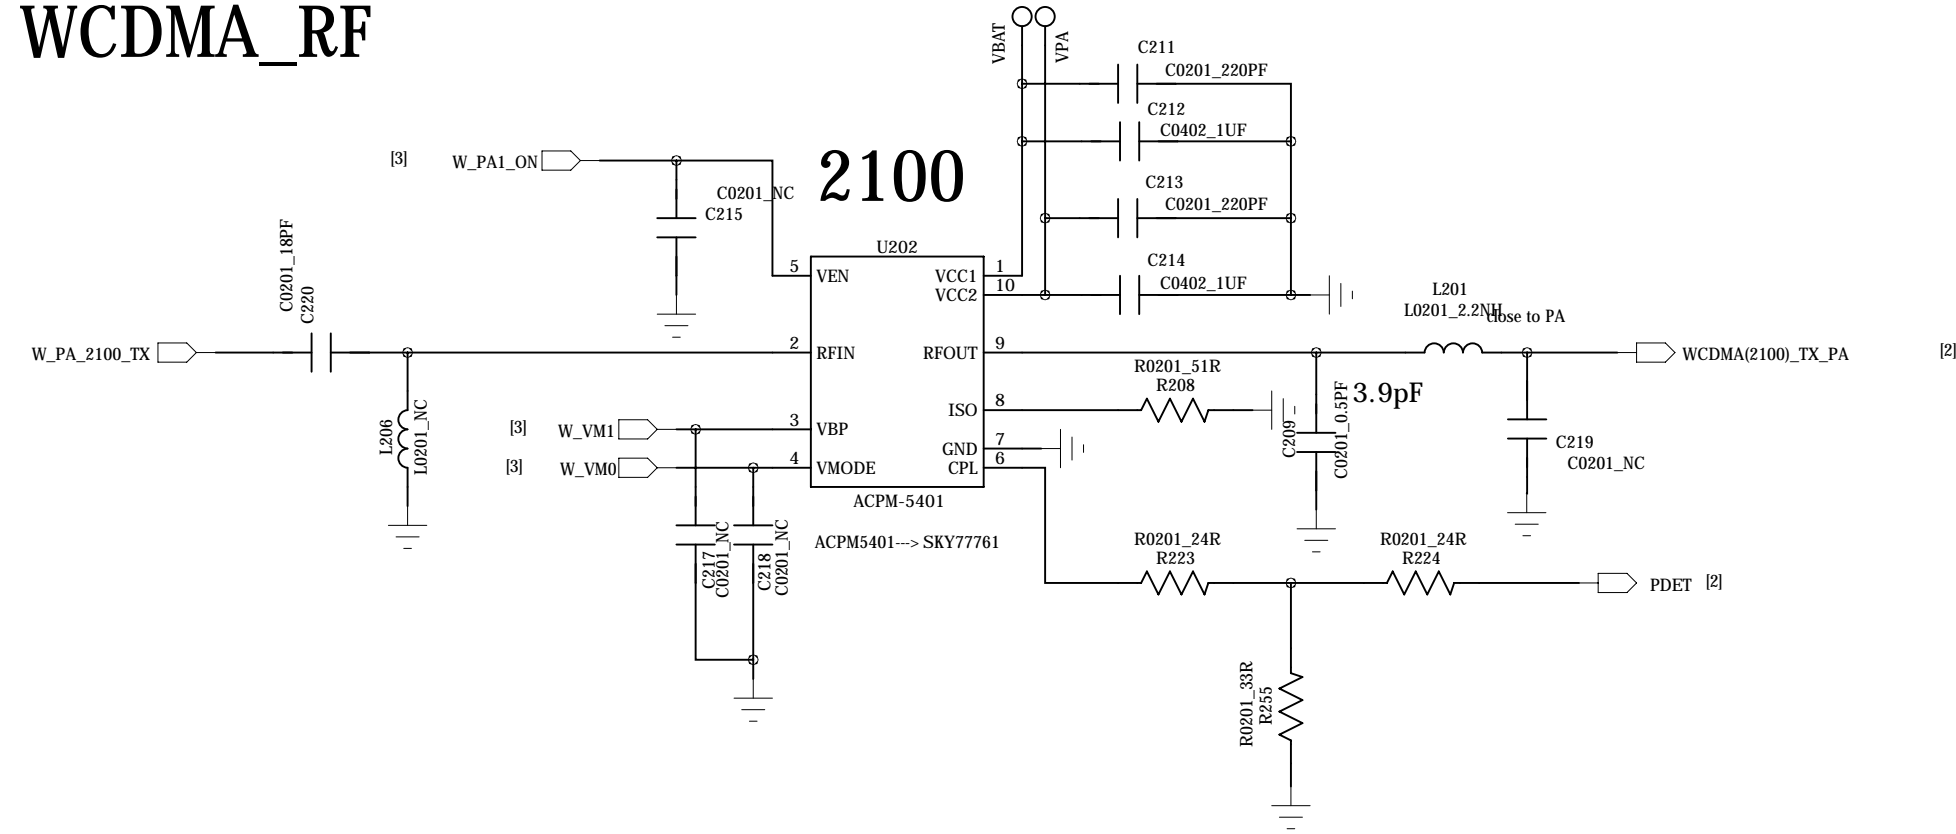 WCDMA_RF
VBAT
VPA
C211
C0201_220PF
C212
C0402_1UF
C213
C0201_220PF
C214
C0402_1UF
[3]
W_PA1_ON
C0201_NC
C215
2100
U202
5
VEN
VCC1
1
VCC2
10
C0201_18PF
C220
W_PA_2100_TX
2
RFIN
RFOUT
9
L201
L0201_2.2NH
close to PA
WCDMA(2100)_TX_PA
[2]
L206
L0201_NC
R0201_51R
R208
ISO
8
C209
C0201_0.5PF
3.9pF
C219
C0201_NC
[3]
W_VM1
3
VBP
GND
7
[3]
W_VM0
4
VMODE
CPL
6
ACPM-5401
ACPM5401---> SKY77761
C217
C0201_NC
C218
C0201_NC
R0201_24R
R223
R0201_24R
R224
PDET
[2]
R0201_33R
R255